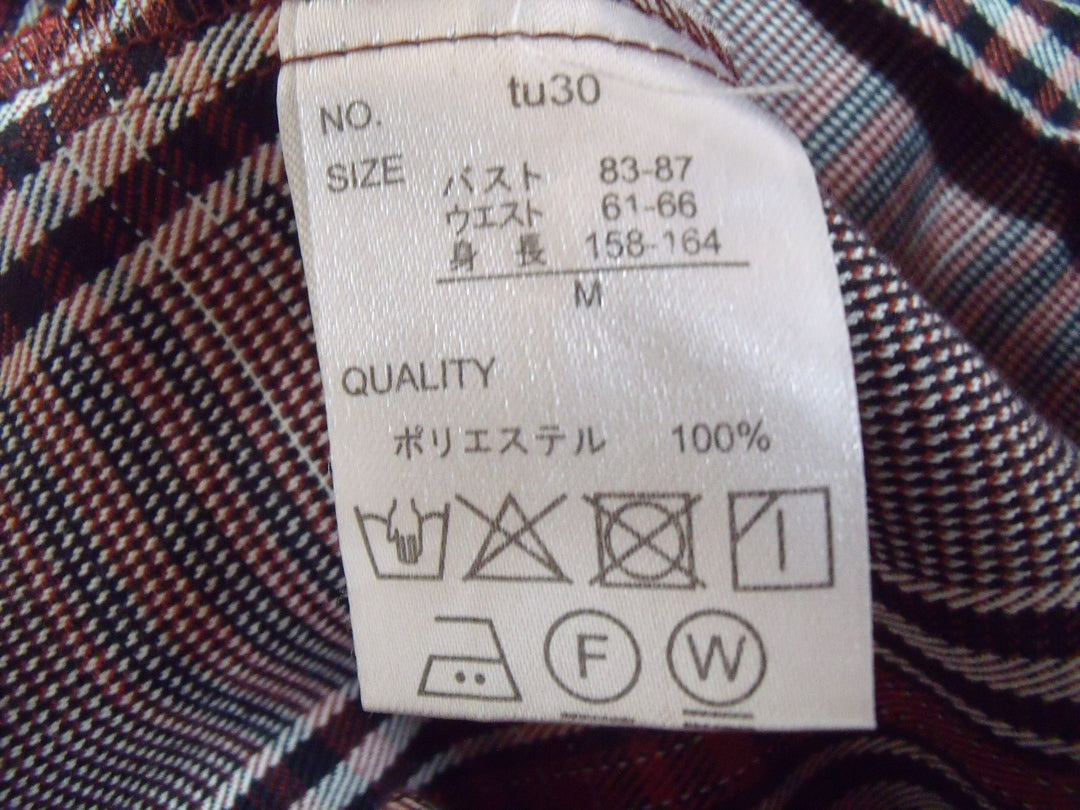 NO. tu30
SIZE バスト 83-87
ウエスト 61-66
身長 158-164
M
QUALITY
ポリエステル 100%
F W